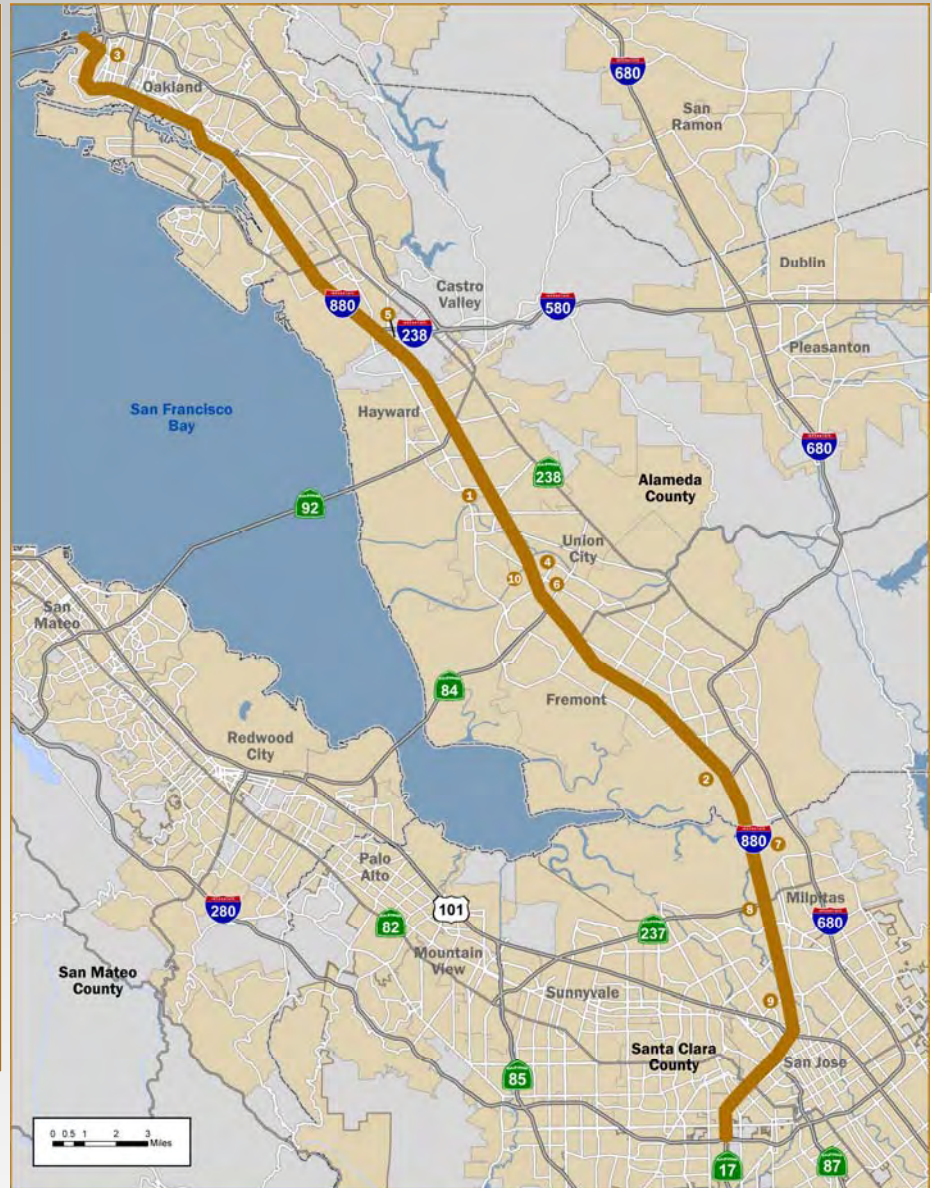 3
Oakland
680
San
Ramon
Dublin
Castro
Valley
880
5
238
580
Pleasanton
San Francisco
Bay
Hayward
680
238
Alameda
County
1
92
Union
City
4
10
6
San
Mateo
84
Fremont
Redwood
City
2
880
7
Palo
Alto
Milpitas
8
280
101
82
237
680
Mountain
View
San Mateo
County
Sunnyvale
9
Santa Clara
County
San Jose
85
0 0.5 1 2 3
Miles
17
87